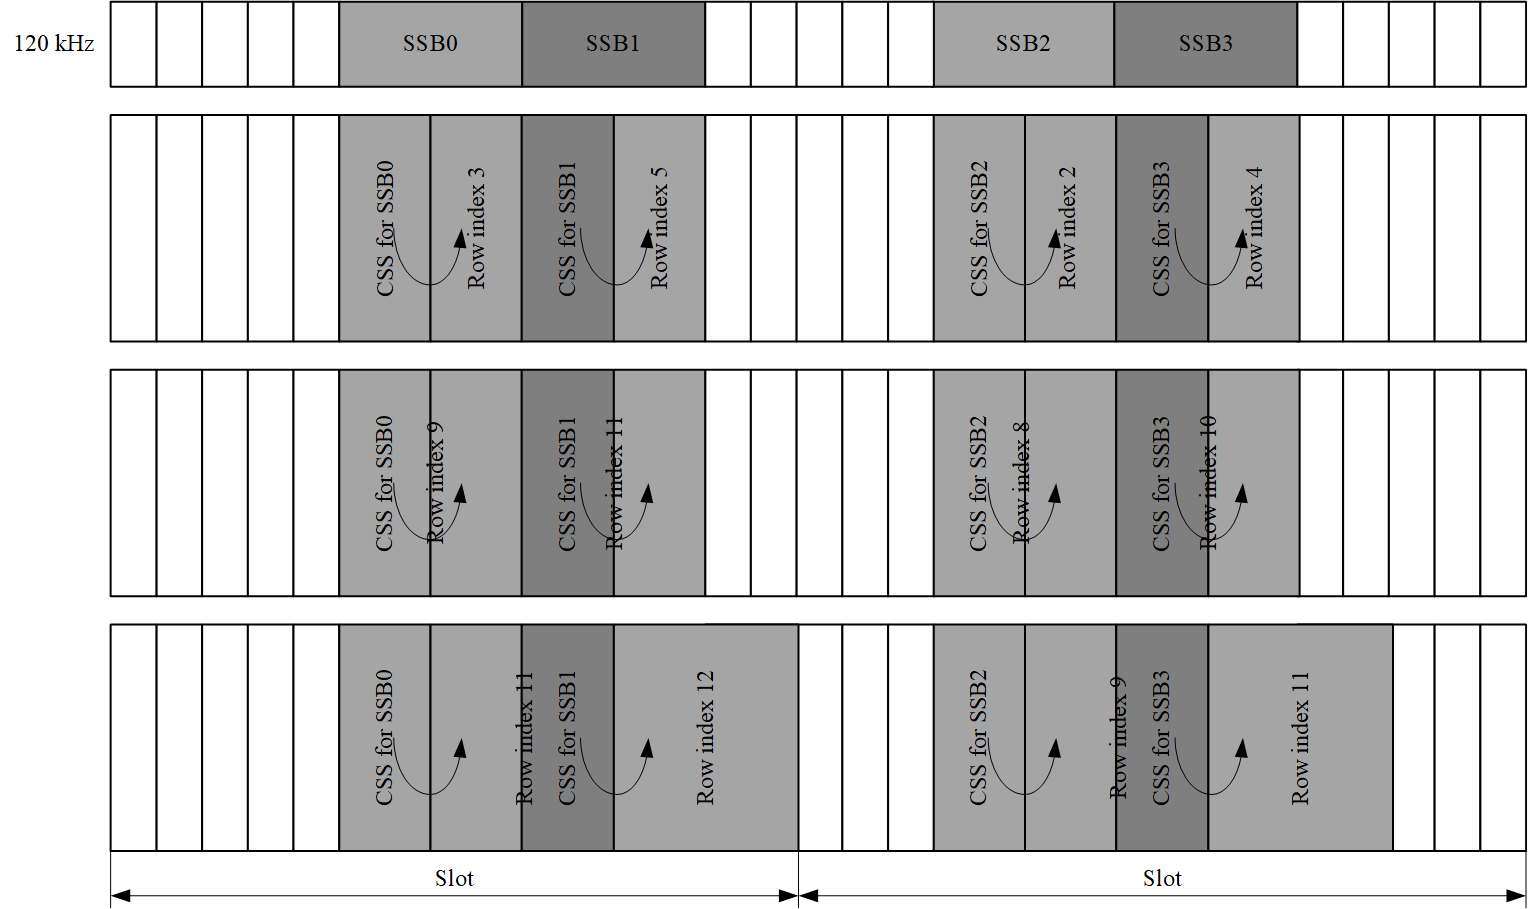 120 kHz
SSB0
SSB1
SSB2
SSB3
CSS for SSB0
Row index 3
CSS for SSB1
Row index 5
CSS for SSB2
Row index 2
CSS for SSB3
Row index 4
CSS for SSB0
Row index 9
CSS for SSB1
Row index 11
CSS for SSB2
Row index 8
CSS for SSB3
Row index 10
CSS for SSB0
Row index 11
CSS for SSB1
Row index 12
CSS for SSB2
Row index 9
CSS for SSB3
Row index 11
Slot
Slot